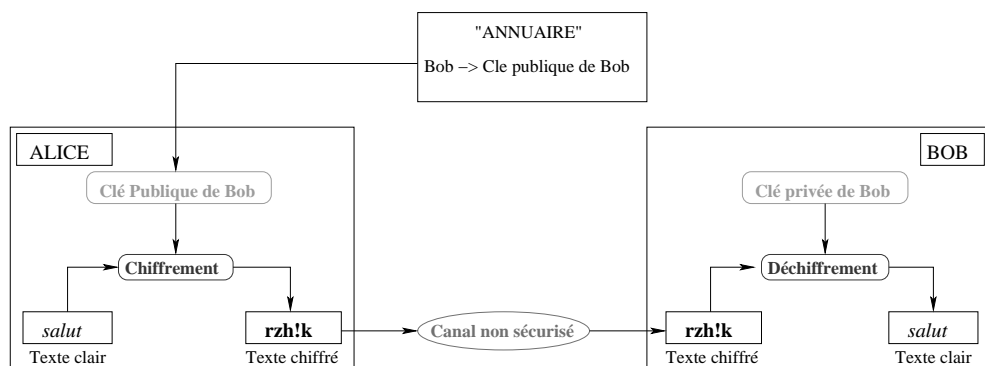 "ANNUAIRE"
Bob −> Cle publique de Bob
ALICE
Clé Publique de Bob
Chiffrement
salut
Texte clair
rzh!k
Texte chiffré
Canal non sécurisé
BOB
Clé privée de Bob
Déchiffrement
rzh!k
Texte chiffré
salut
Texte clair